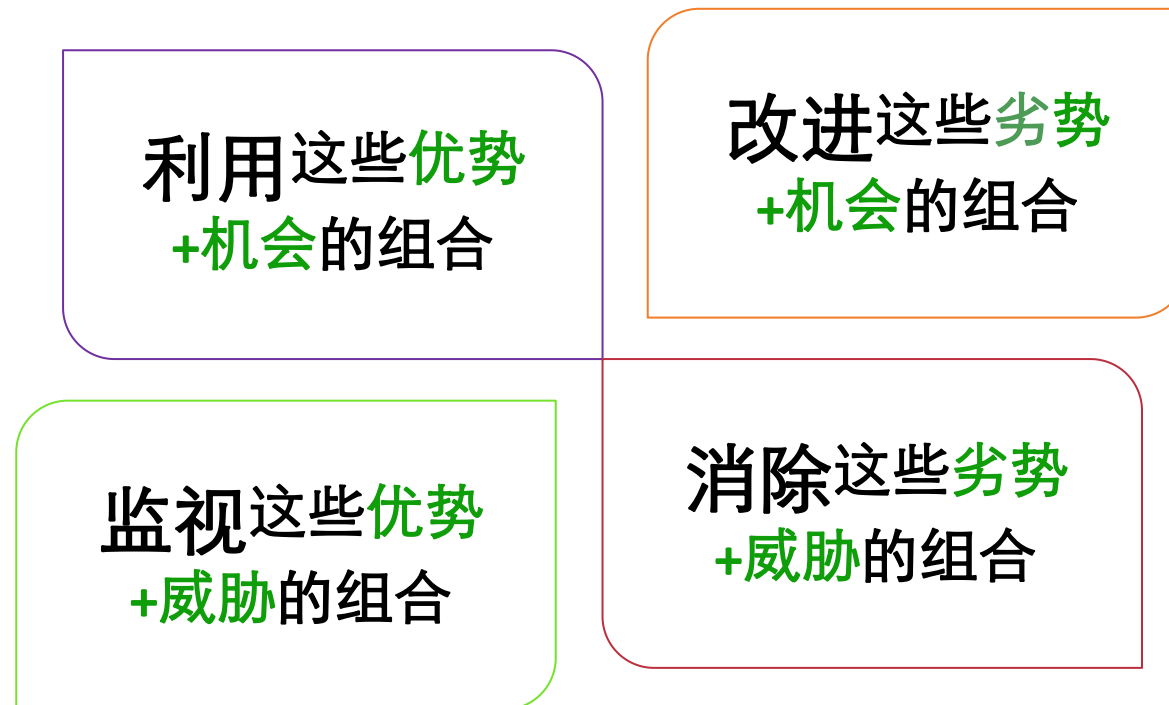 利用这些优势
+机会的组合
改进这些劣势
+机会的组合
监视这些优势
+威胁的组合
消除这些劣势
+威胁的组合